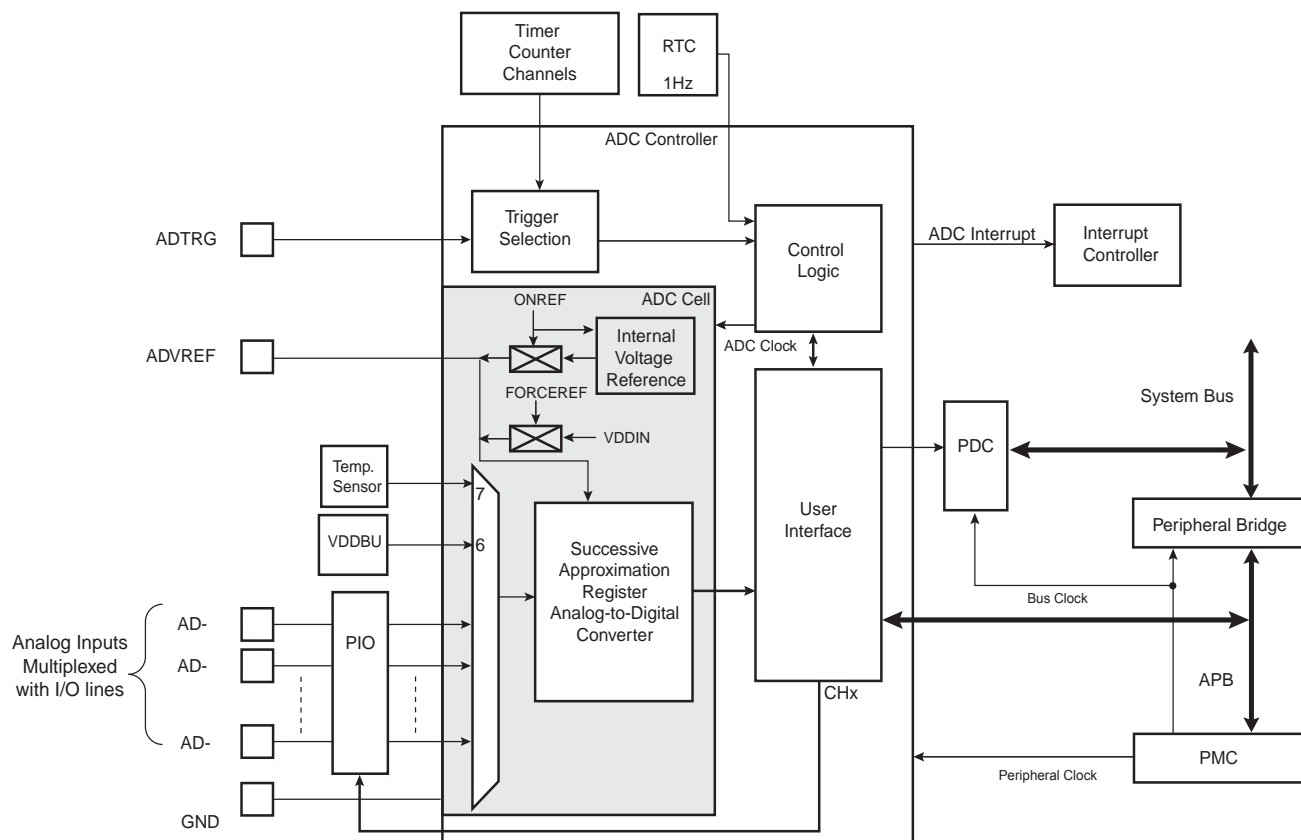 Timer
Counter
Channels
RTC
1Hz
ADC Controller
Trigger
Selection
ADTRG
Control
Logic
ADC Interrupt
Interrupt
Controller
ADC Cell
ONREF
Internal
Voltage
Reference
ADC Clock
ADVREF
FORCEREF
VDDIN
System Bus
PDC
Temp.
Sensor
7
VDDBU
6
Successive
Approximation
Register
Analog-to-Digital
Converter
User
Interface
Peripheral Bridge
Bus Clock
Analog Inputs
Multiplexed
with I/O lines
AD-
AD-
AD-
PIO
CHx
APB
PMC
Peripheral Clock
GND